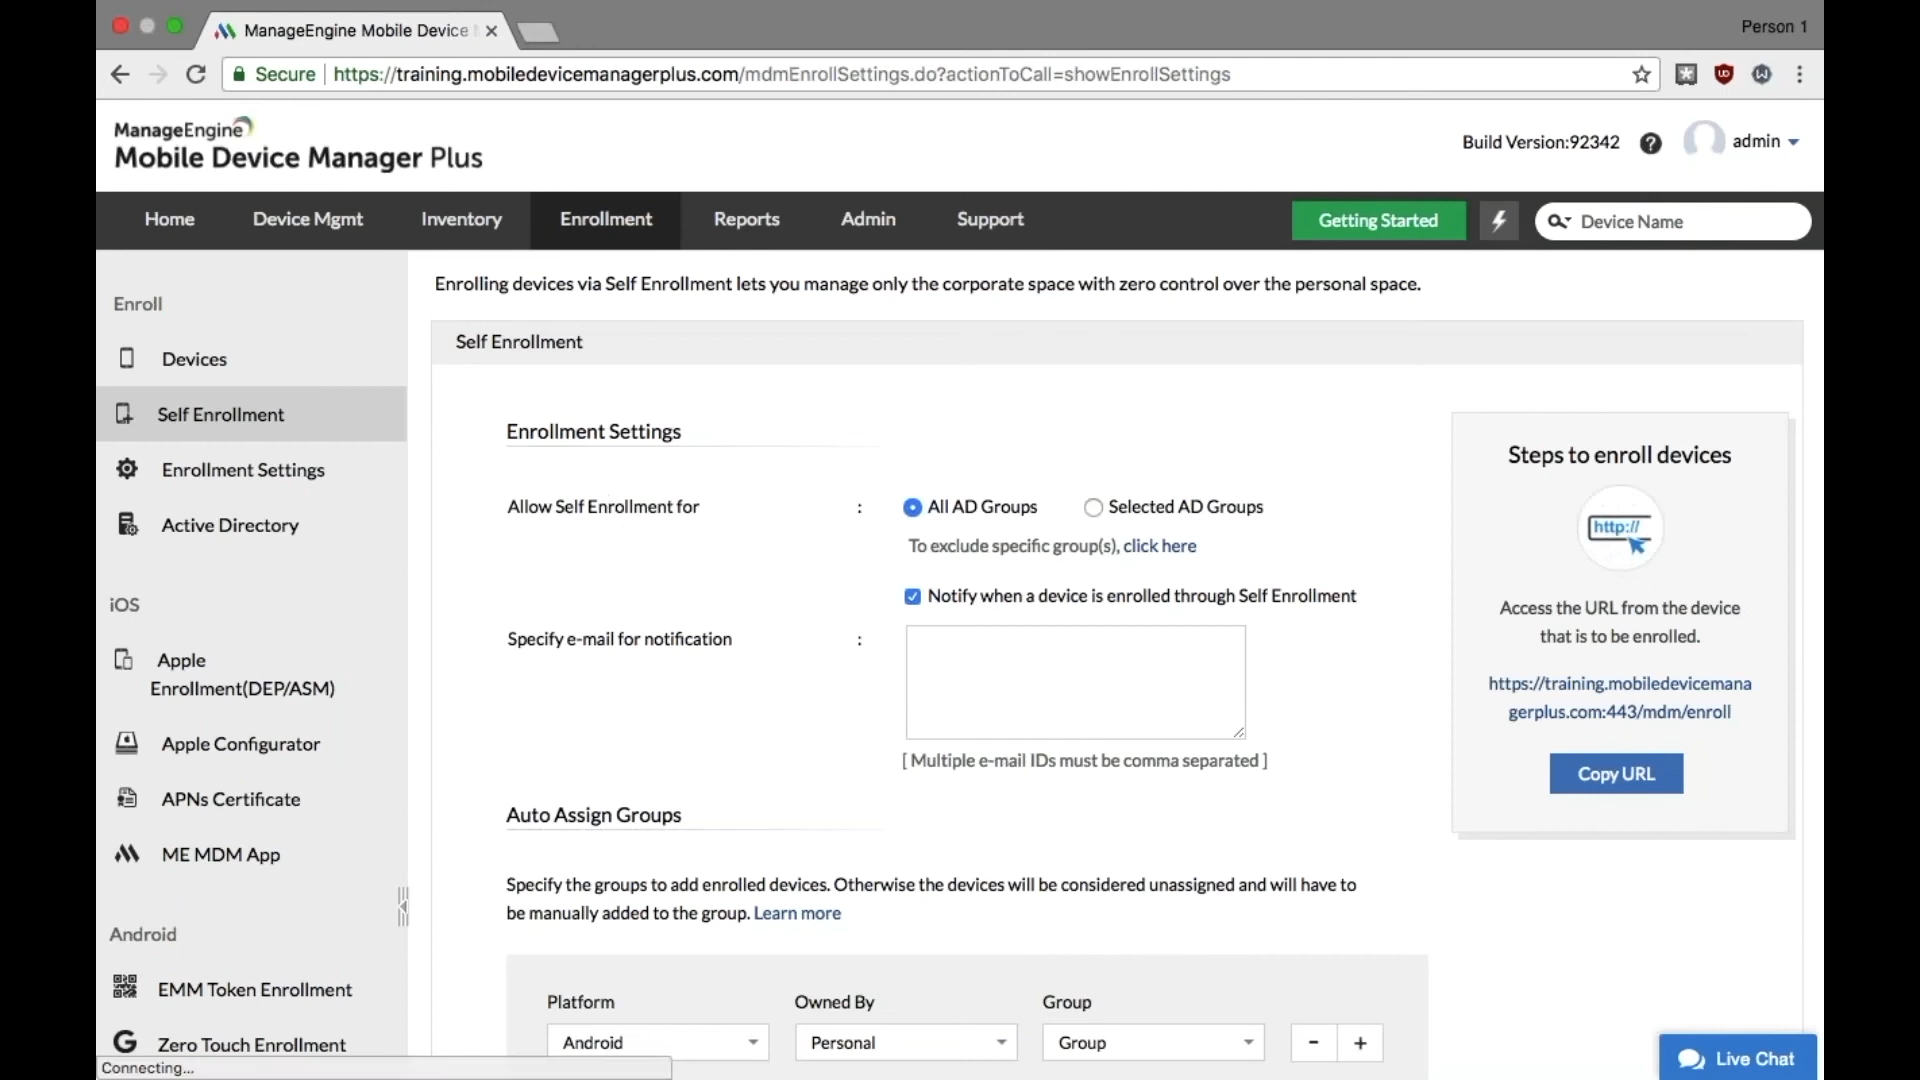 ManageEngine Mobile Device
Person 1
Secure
https://training.mobiledevicemanagerplus.com/mdmEnrollSettings.do?actionToCall=showEnrollSettings
ManageEngine
Mobile Device Manager Plus
Build Version:92342
admin
Home
Device Mgmt
Inventory
Enrollment
Reports
Admin
Support
Getting Started
Device Name
Enroll
Devices
Self Enrollment
Enrollment Settings
Active Directory
iOS
Apple
Enrollment(DEP/ASM)
Apple Configurator
APNs Certificate
ME MDM App
Android
EMM Token Enrollment
Zero Touch Enrollment
Connecting...
Enrolling devices via Self Enrollment lets you manage only the corporate space with zero control over the personal space.
Self Enrollment
Enrollment Settings
Allow Self Enrollment for :
All AD Groups
Selected AD Groups
To exclude specific group(s), click here
Notify when a device is enrolled through Self Enrollment
Specify e-mail for notification :
[ Multiple e-mail IDs must be comma separated ]
Auto Assign Groups
Specify the groups to add enrolled devices. Otherwise the devices will be considered unassigned and will have to
be manually added to the group. Learn more
Platform
Owned By
Group
Android
Personal
Group
-
+
Steps to enroll devices
http://
Access the URL from the device
that is to be enrolled.
https://training.mobiledevicemana
gerplus.com:443/mdm/enroll
Copy URL
Live Chat